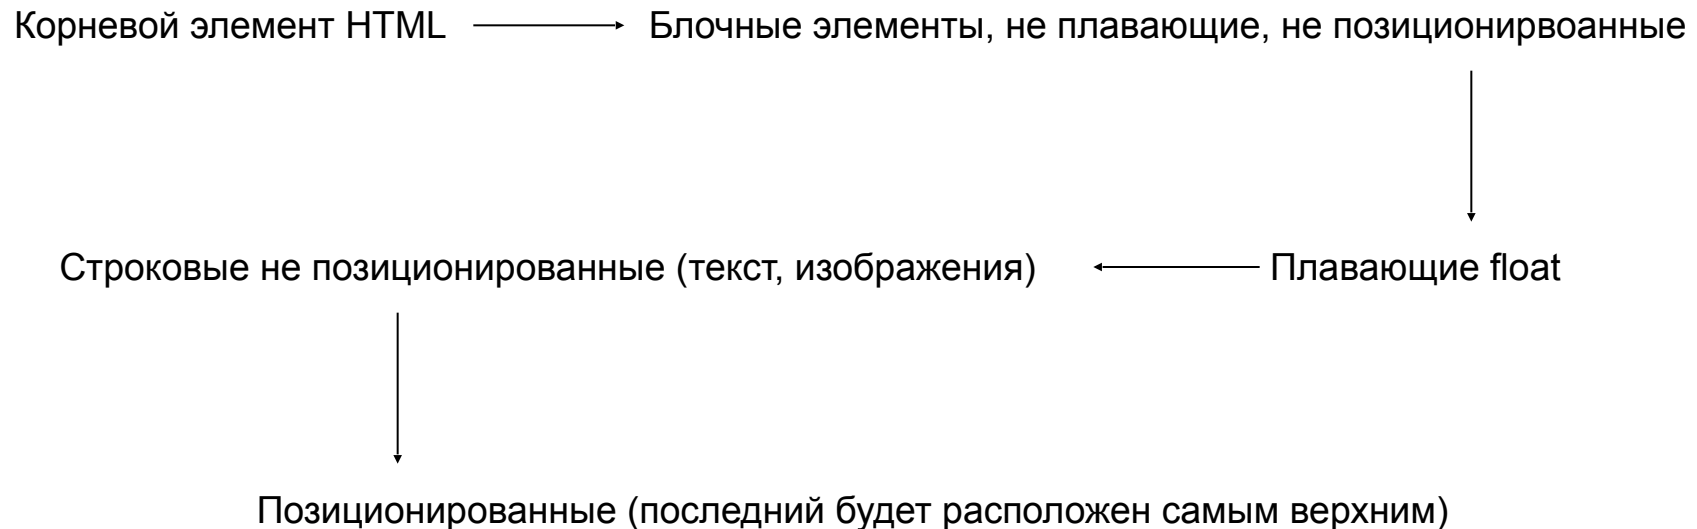 Корневой элемент HTML
Блочные элементы, не плавающие, не позиционирвоанные
Плавающие float
Строковые не позиционированные (текст, изображения)
Позиционированные (последний будет расположен самым верхним)